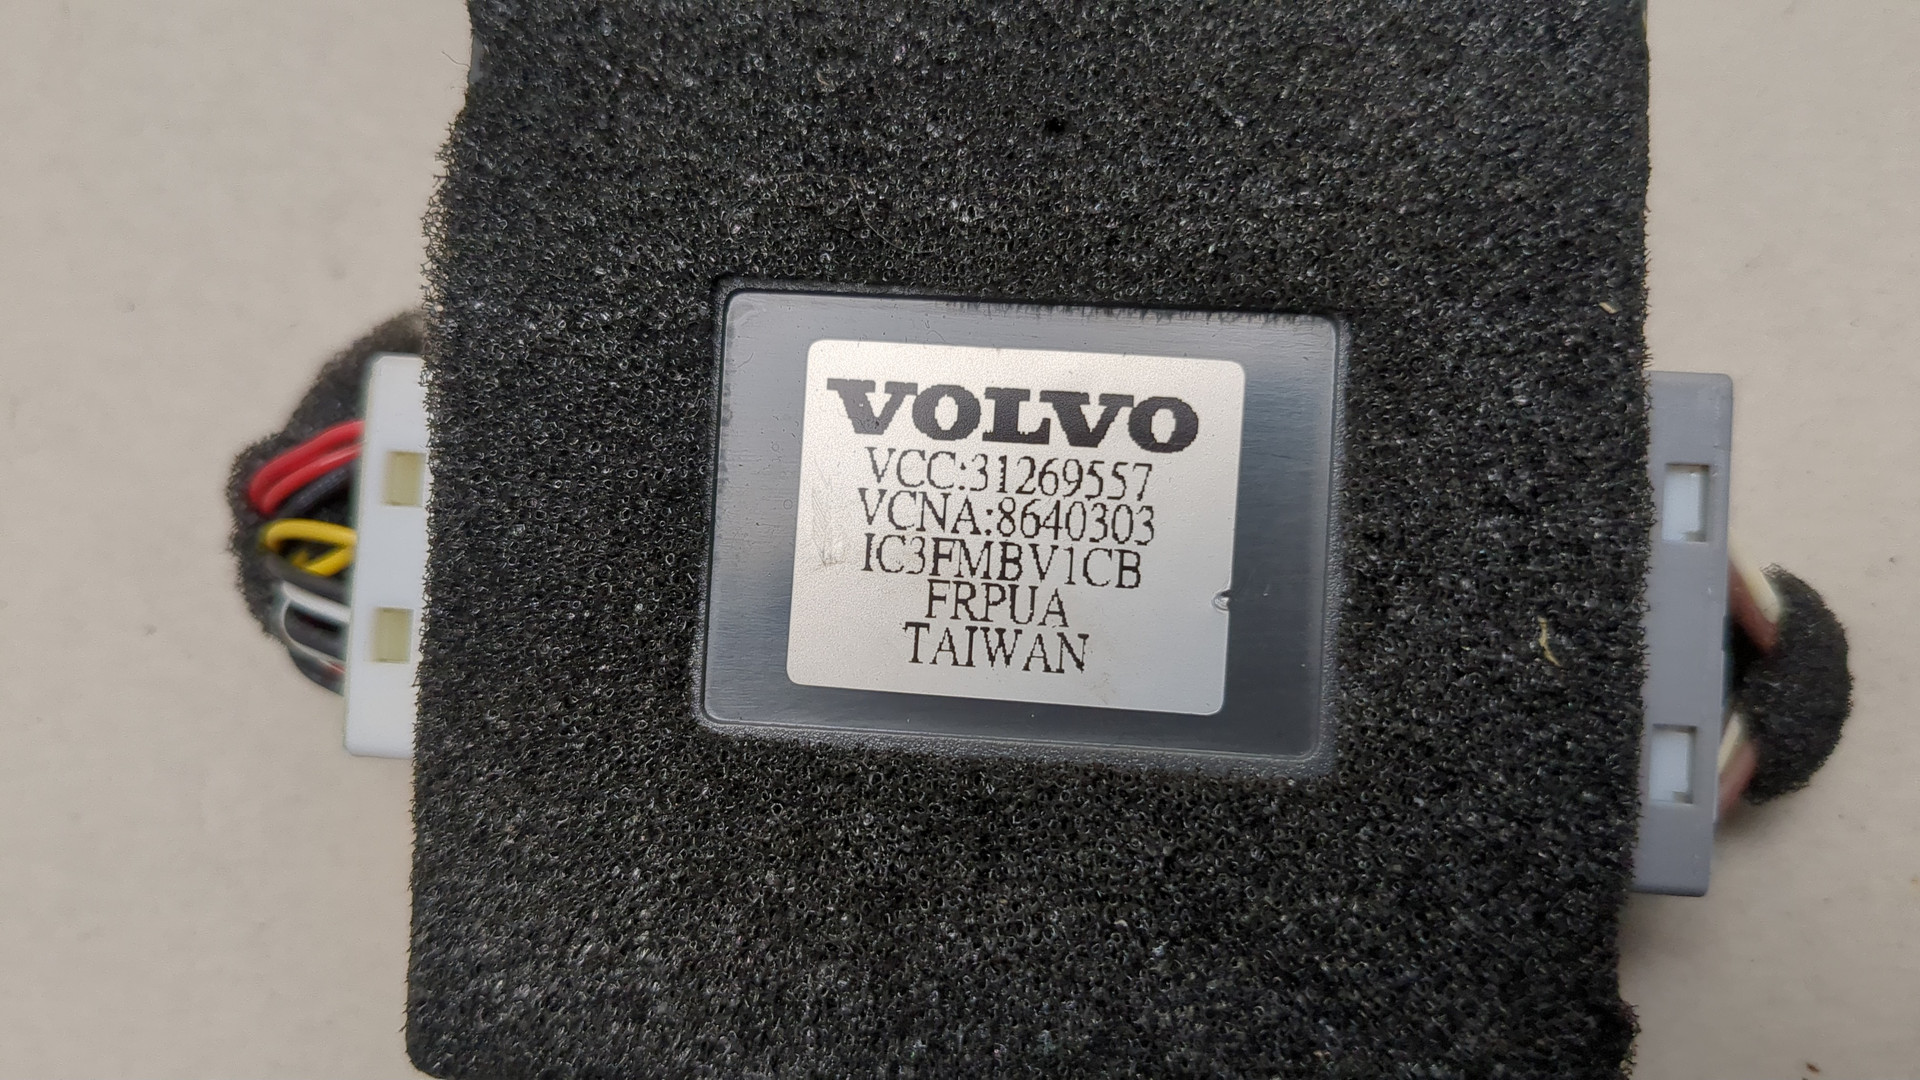 VOLVO
VCC:31269557
VCNA:8640303
IC3FMBV1CB
FRPUA
TAIWAN